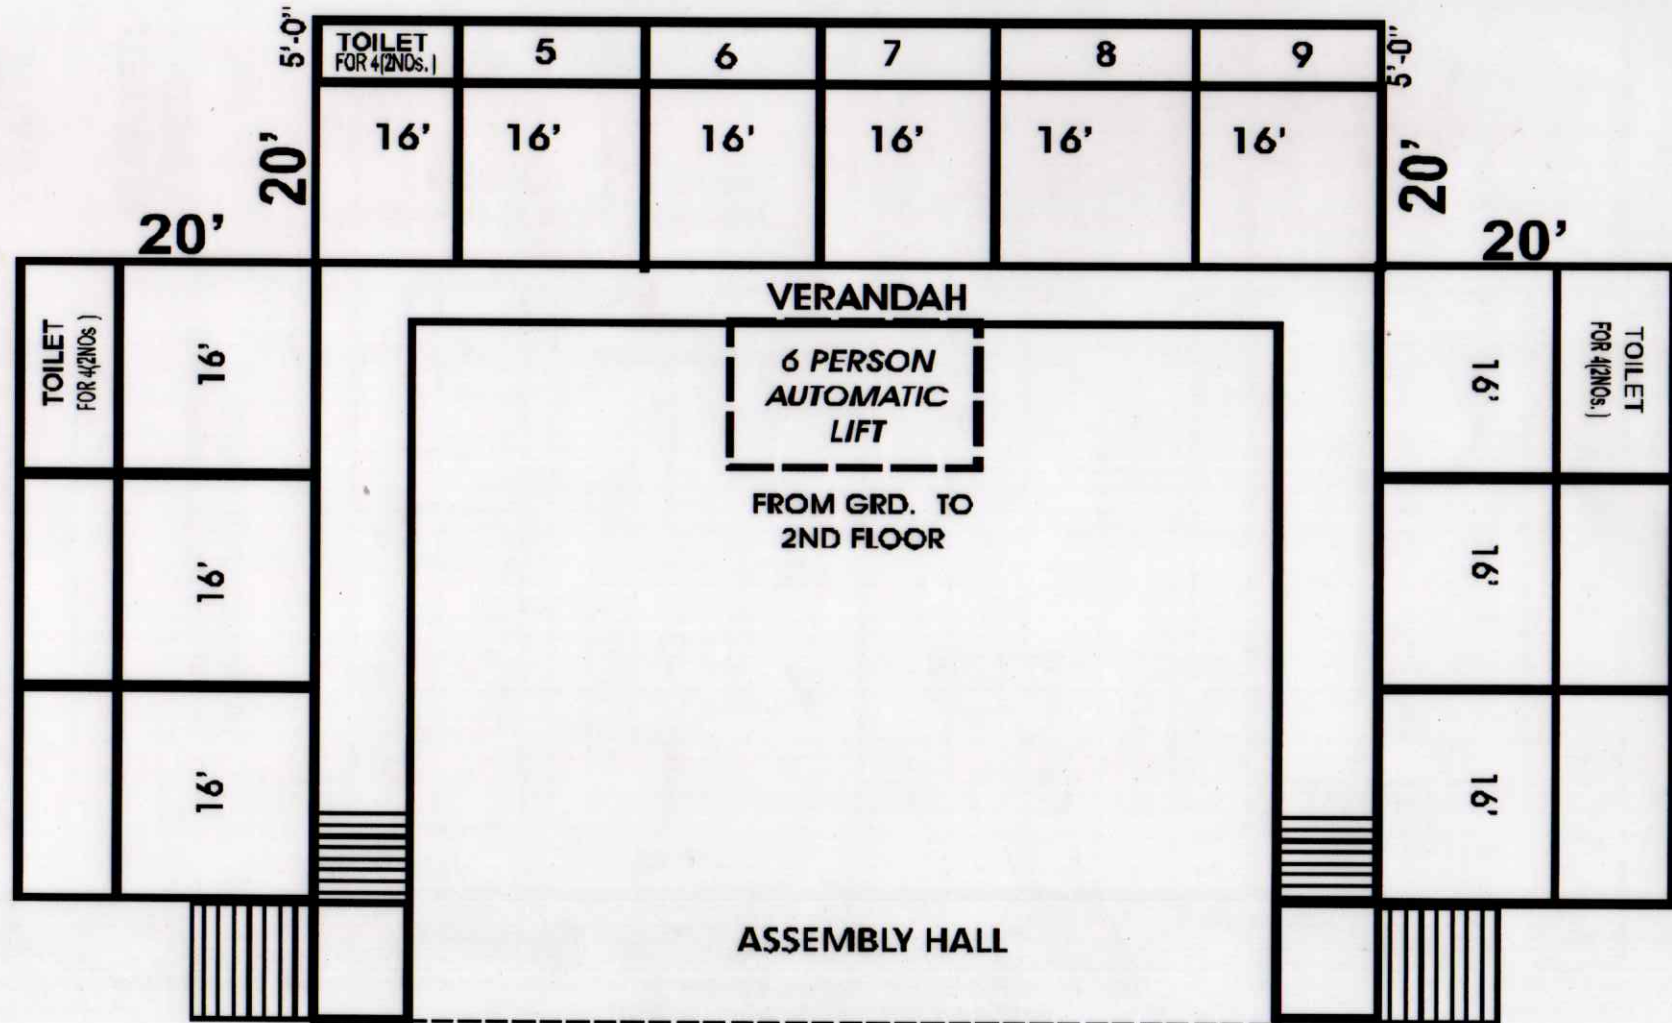 5'-0"
TOILET
FOR 4(2NOs.)
5
6
7
8
9
5'-0"
20'
16'
16'
16'
16'
16'
16'
20'
20'
20'
VERANDAH
TOILET
FOR 4(2NOs )
16'
6 PERSON
AUTOMATIC
LIFT
16'
TOILET
FOR 4(2NOs.)
FROM GRD. TO
2ND FLOOR
16'
16'
16'
16'
ASSEMBLY HALL